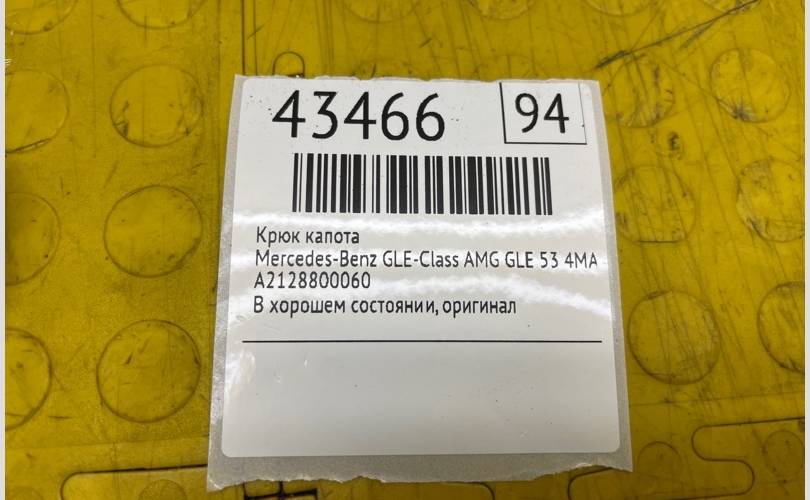 43466 94
Крюк капота
Mercedes-Benz GLE-Class AMG GLE 53 4MA
A2128800060
В хорошем состоянии, оригинал